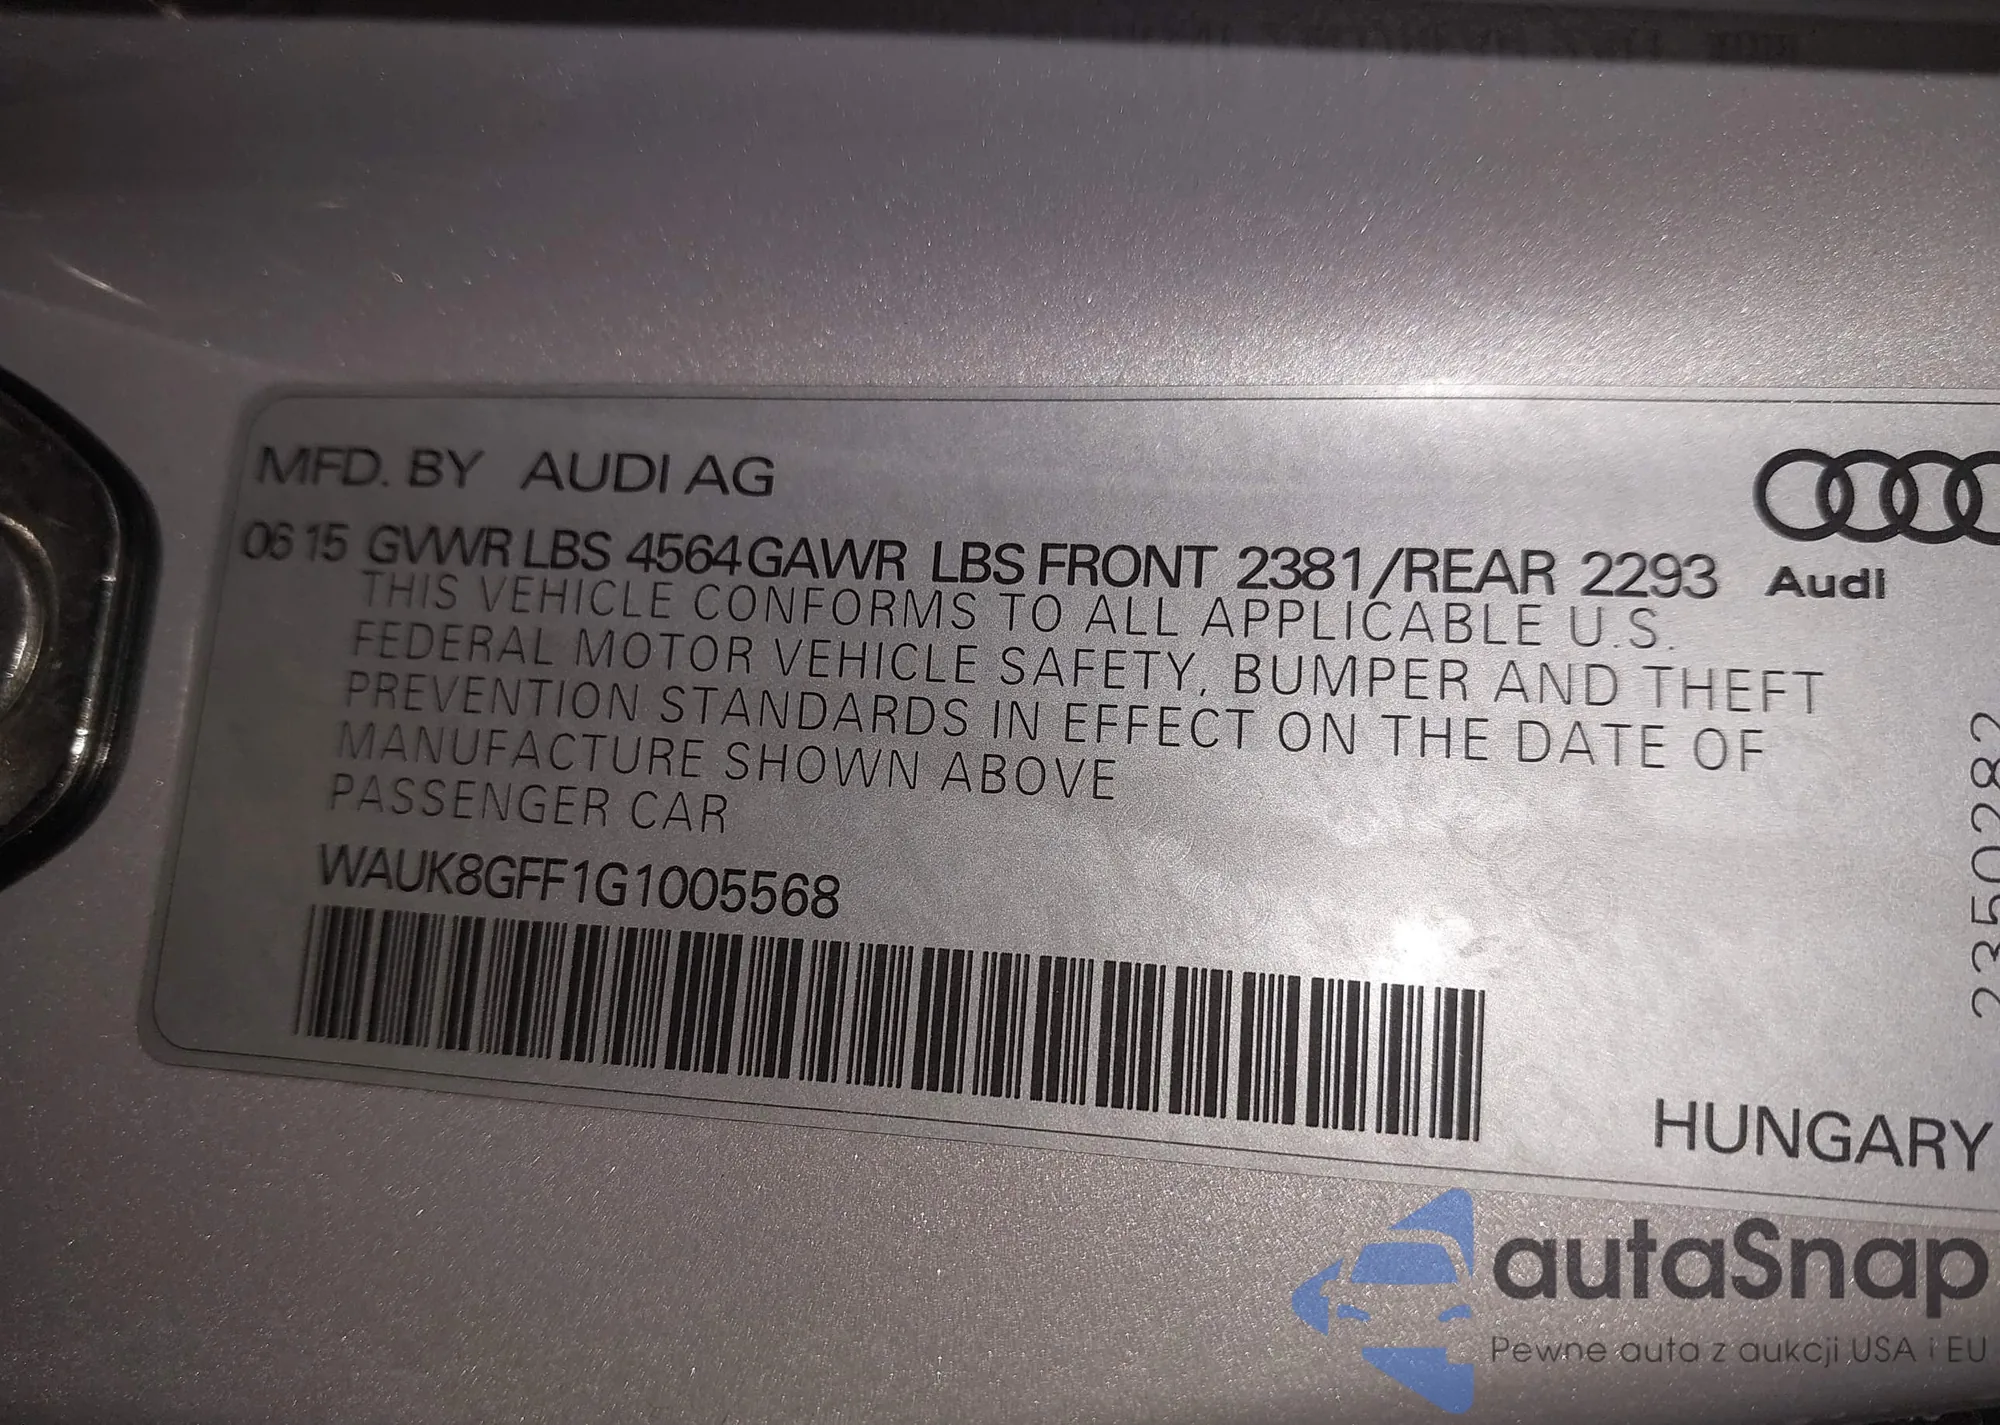 MFD. BY AUDI AG
06 15 GVWR LBS 4564 GAWR LBS FRONT 2381/REAR 2293
Audi
THIS VEHICLE CONFORMS TO ALL APPLICABLE U.S.
FEDERAL MOTOR VEHICLE SAFETY, BUMPER AND THEFT
PREVENTION STANDARDS IN EFFECT ON THE DATE OF
MANUFACTURE SHOWN ABOVE
PASSENGER CAR
WAUK8GFF1G1005568
2350282
HUNGARY
autaSnap
Pewne auta z aukcji USA i EU